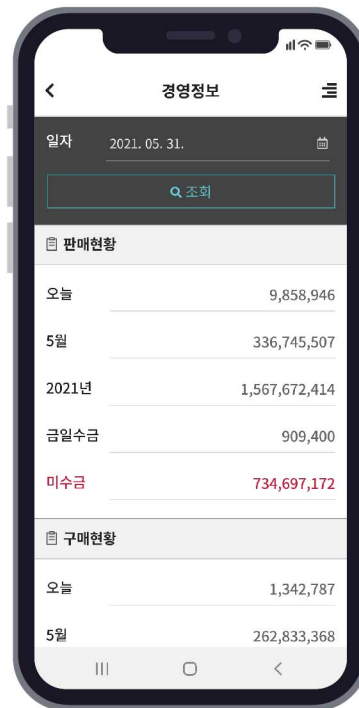 경영정보
일자 2021. 05. 31.
조회
판매현황
오늘 9,858,946
5월 336,745,507
2021년 1,567,672,414
금일수금 909,400
미수금 734,697,172
구매현황
오늘 1,342,787
5월 262,833,368